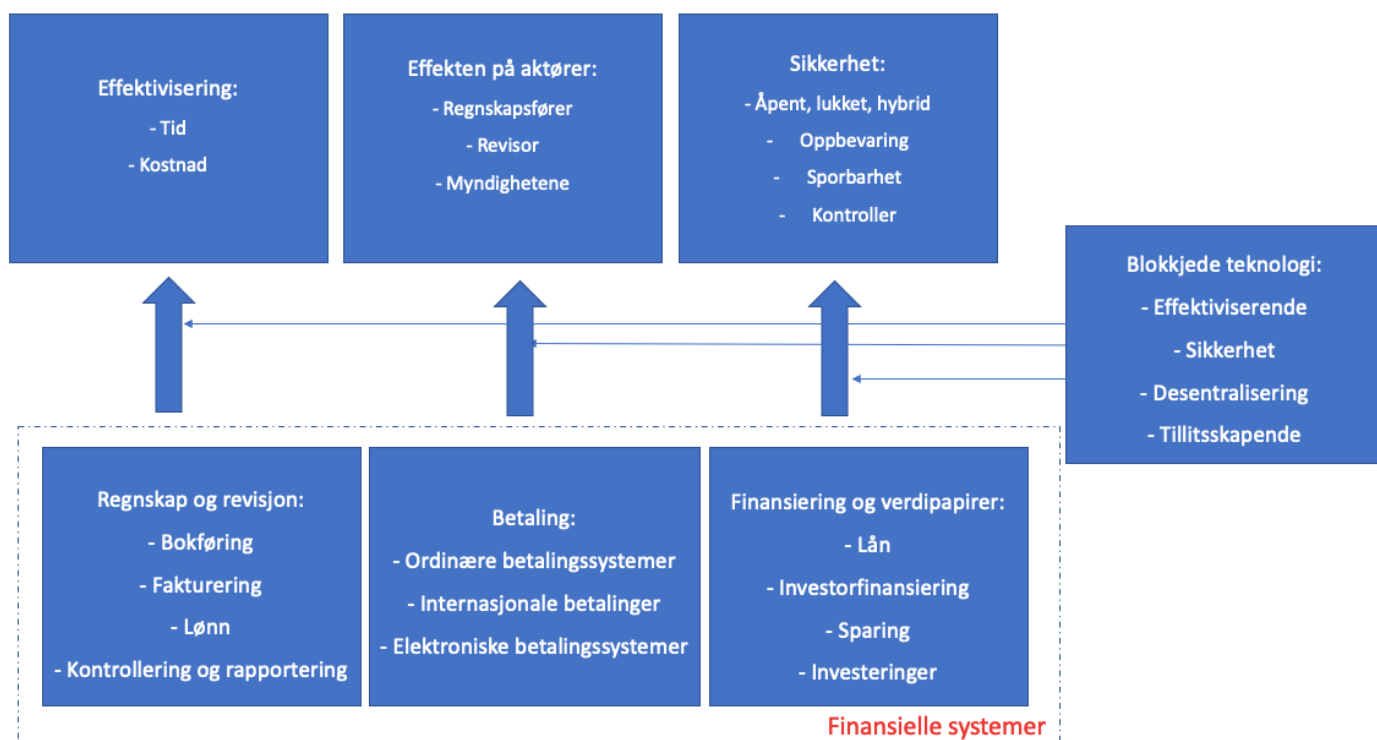 Effektivisering:
- Tid
- Kostnad
Effekten på aktører:
- Regnskapsfører
- Revisor
- Myndighetene
Sikkerhet:
- Åpent, lukket, hybrid
- Oppbevaring
- Sporbarhet
- Kontroller
Blokkjede teknologi:
- Effektiviserende
- Sikkerhet
- Desentralisering
- Tillitsskapende
Regnskap og revisjon:
- Bokføring
- Fakturering
- Lønn
- Kontrollering og rapportering
Betaling:
- Ordinære betalingssystemer
- Internasjonale betalinger
- Elektroniske betalingssystemer
Finansiering og verdipapirer:
- Lån
- Investorfinansiering
- Sparing
- Investeringer
Finansielle systemer